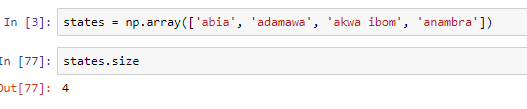 In [3]: states = np.array(['abia', 'adamawa', 'akwa ibom', 'anambra'])
In [77]: states.size
Out[77]: 4